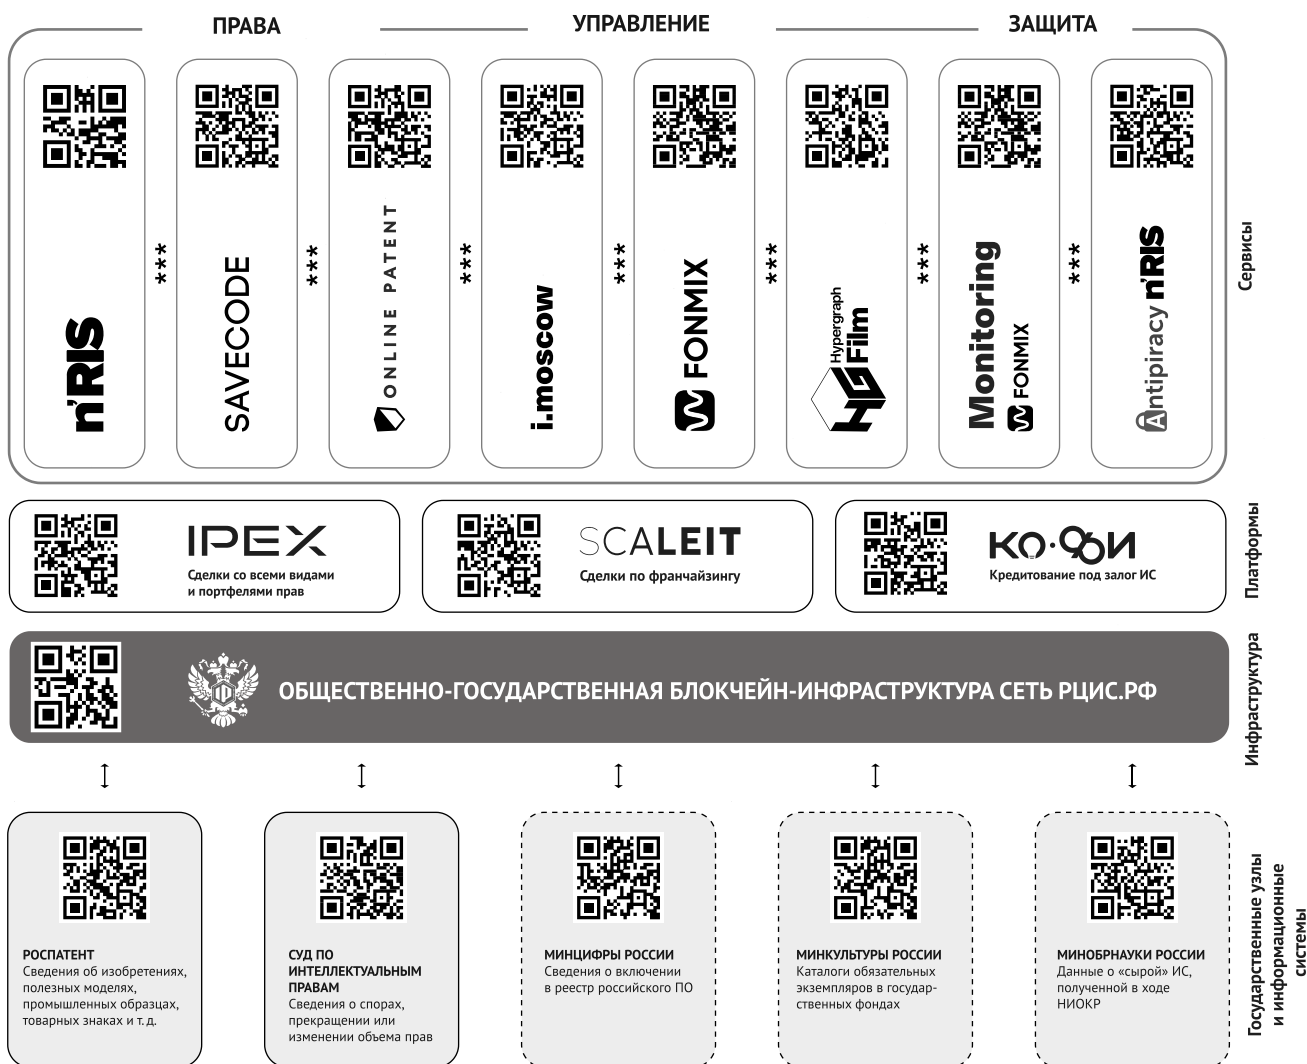 ПРАВА
УПРАВЛЕНИЕ
ЗАЩИТА
n'RIS
***
SAVECODE
***
ONLINE PATENT
***
i.moscow
***
FONMIX
***
HG Hypergraph
Film
***
Monitoring
FONMIX
***
Antipiracy n'RIS
Сервисы
IPEX
Сделки со всеми видами
и портфелями прав
SCALEIT
Сделки по франчайзингу
КО·ФИ
Кредитование под залог ИС
Платформы
ОБЩЕСТВЕННО-ГОСУДАРСТВЕННАЯ БЛОКЧЕЙН-ИНФРАСТРУКТУРА СЕТЬ РЦИС.РФ
Инфраструктура
РОСПАТЕНТ
Сведения об изобретениях,
полезных моделях,
промышленных образцах,
товарных знаках и т. д.
СУД ПО
ИНТЕЛЛЕКТУАЛЬНЫМ
ПРАВАМ
Сведения о спорах,
прекращении или
изменении объема прав
МИНЦИФРЫ РОССИИ
Сведения о включении
в реестр российского ПО
МИНКУЛЬТУРЫ РОССИИ
Каталоги обязательных
экземпляров в государ-
ственных фондах
МИНОБРНАУКИ РОССИИ
Данные о «сырой» ИС,
полученной в ходе
НИОКР
Государственные узлы
и информационные
системы